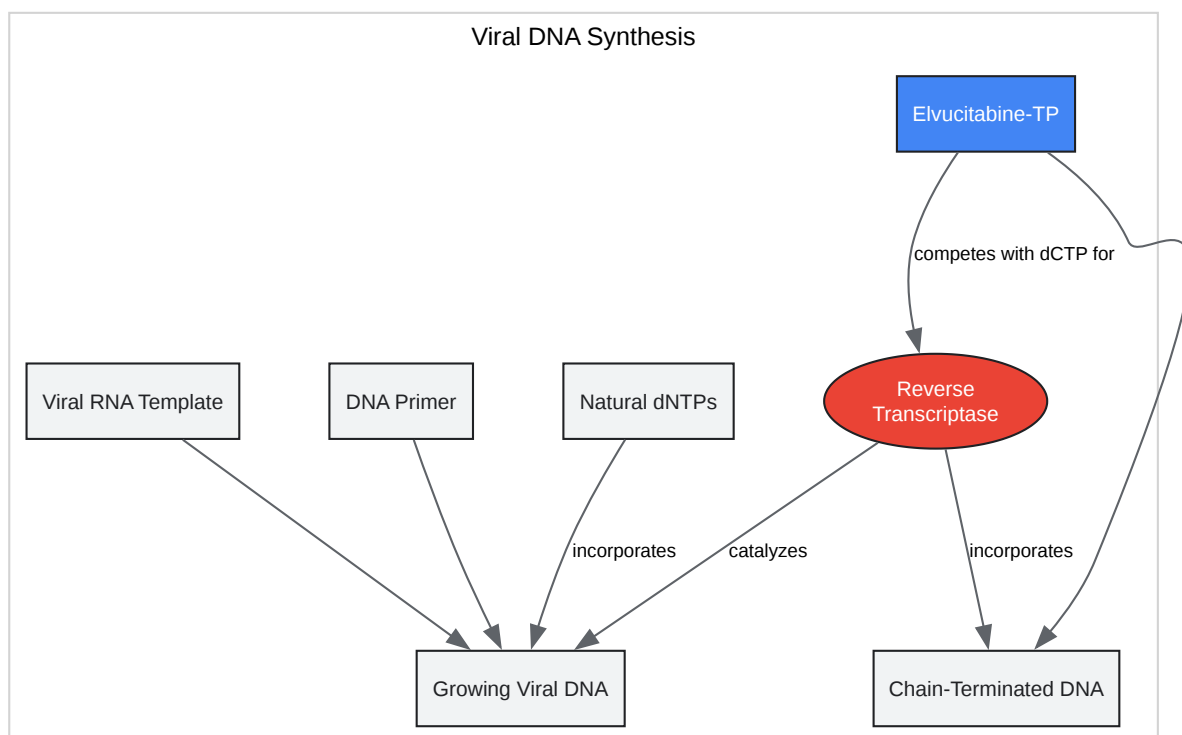 Viral DNA Synthesis
Elvucitabine-TP
competes with dCTP for
Viral RNA Template
DNA Primer
Natural dNTPs
Reverse
Transcriptase
incorporates
catalyzes
incorporates
Growing Viral DNA
Chain-Terminated DNA